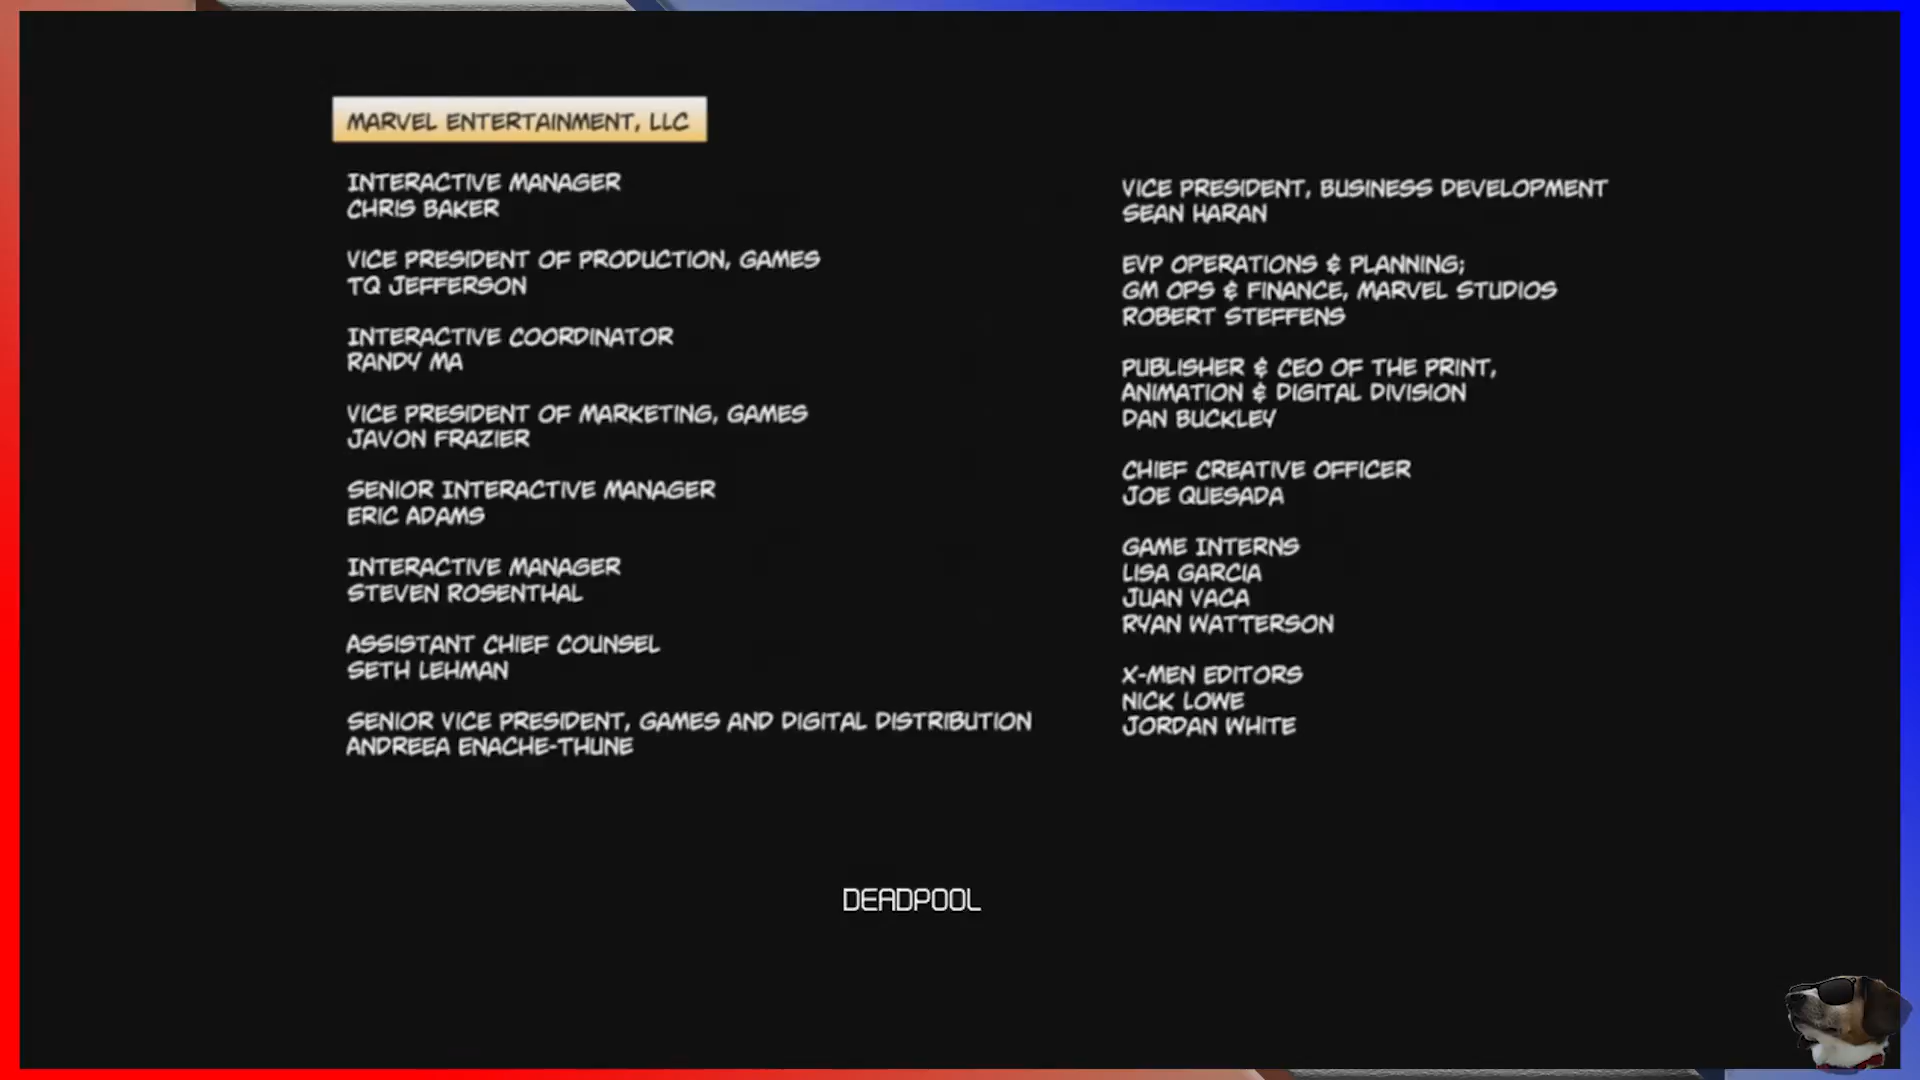 MARVEL ENTERTAINMENT, LLC
INTERACTIVE MANAGER
CHRIS BAKER
VICE PRESIDENT OF PRODUCTION, GAMES
TQ JEFFERSON
INTERACTIVE COORDINATOR
RANDY MA
VICE PRESIDENT OF MARKETING, GAMES
JAVON FRAZIER
SENIOR INTERACTIVE MANAGER
ERIC ADAMS
INTERACTIVE MANAGER
STEVEN ROSENTHAL
ASSISTANT CHIEF COUNSEL
SETH LEHMAN
SENIOR VICE PRESIDENT, GAMES AND DIGITAL DISTRIBUTION
ANDREEA ENACHE-THUNE
VICE PRESIDENT, BUSINESS DEVELOPMENT
SEAN HARAN
EVP OPERATIONS & PLANNING;
GM OPS & FINANCE, MARVEL STUDIOS
ROBERT STEFFENS
PUBLISHER & CEO OF THE PRINT,
ANIMATION & DIGITAL DIVISION
DAN BUCKLEY
CHIEF CREATIVE OFFICER
JOE QUESADA
GAME INTERNS
LISA GARCIA
JUAN VACA
RYAN WATTERSON
X-MEN EDITORS
NICK LOWE
JORDAN WHITE
DEADPOOL